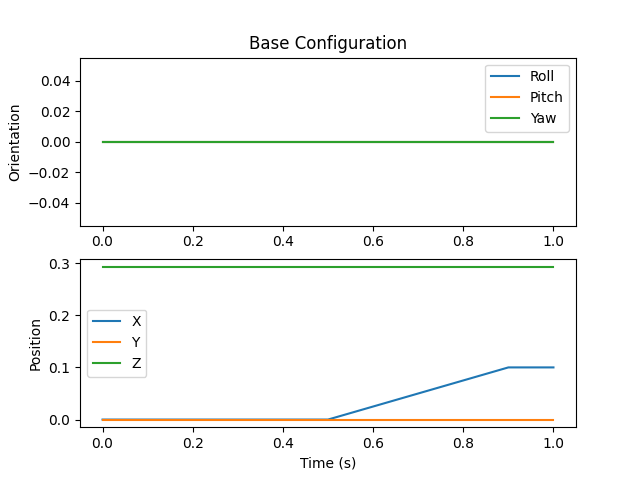 Base Configuration
Orientation
0.04
0.02
0.00
−0.02
−0.04
Roll
Pitch
Yaw
0.0 0.2 0.4 0.6 0.8 1.0
Position
0.3
0.2
0.1
0.0
X
Y
Z
0.0 0.2 0.4 0.6 0.8 1.0
Time (s)